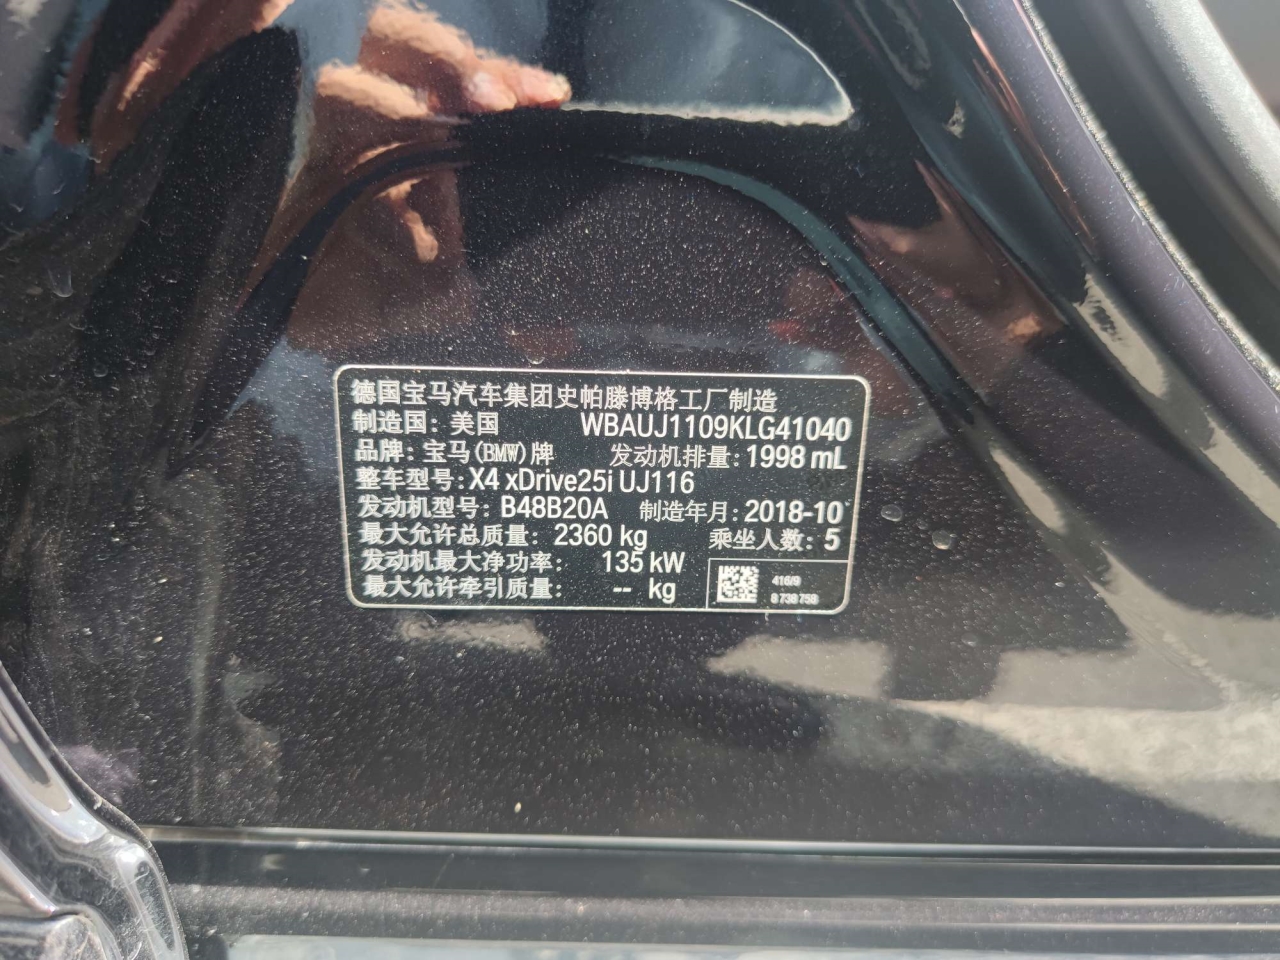 德国宝马汽车集团史帕滕博格工厂制造
制造国: 美国 WBAUJ1109KLG41040
品牌: 宝马(BMW)牌 发动机排量: 1998 mL
整车型号: X4 xDrive25i UJ116
发动机型号: B48B20A 制造年月: 2018-10
最大允许总质量: 2360 kg 乘坐人数: 5
发动机最大净功率: 135 kW
最大允许牵引质量: -- kg
416/9
8 738 758